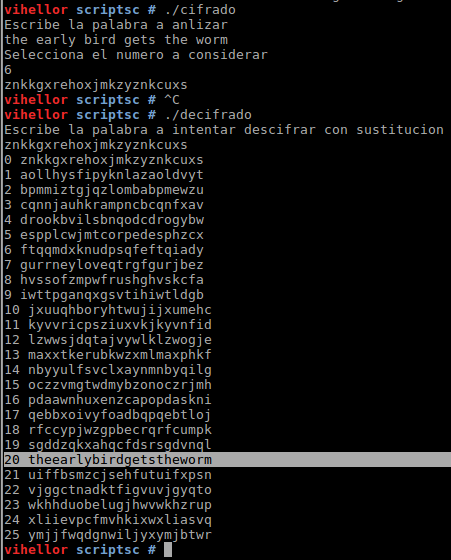 vihellor scriptsc # ./cifrado
Escribe la palabra a anlizar
the early bird gets the worm
Selecciona el numero a considerar
6
znkkgxrehoxjmkzyznkcuxs
vihellor scriptsc # ^C
vihellor scriptsc # ./decifrado
Escribe la palabra a intentar descifrar con sustitucion
znkkgxrehoxjmkzyznkcuxs
0 znkkgxrehoxjmkzyznkcuxs
1 aollhysfipyknlazaoldvyt
2 bpmmiztgjqzlombabpmewzu
3 cqnnjauhkrampncbcqnfxav
4 drookbvilsbnqodcdrogybw
5 espplcwjmtcorpedesphzcx
6 ftqqmdxknudpsqfeftqiady
7 gurrneyloveqtrgfgurjbez
8 hvssofzmpwfrushghvskcfa
9 iwttpganqxgsvtihiwtldgb
10 jxuuqhboryhtwujijxumehc
11 kyvvricpsziuxvkjkyvnfid
12 lzwwsjdqtajvywlklzwogje
13 maxxtkerubkwzxmlmaxphkf
14 nbyyulfsvclxaynmnbyqilg
15 oczzvmgtwdmybzonoczrjmh
16 pdaawnhuxenzcapopdaskni
17 qebbxoivyfoadbqpqebtloj
18 rfccypjwzgpbecrqrfcumpk
19 sgddzqkxahqcfdsrsgdvnql
20 theearlybirdgetstheworm
21 uiffbsmzcjsehfutuifxpsn
22 vjggctnadktfigvuvjgyqto
23 wkhhduobelugjhwvwkhzrup
24 xliievpcfmvhkixwxliasvq
25 ymjjfwqdgnwiljyxymjbtwr
vihellor scriptsc #